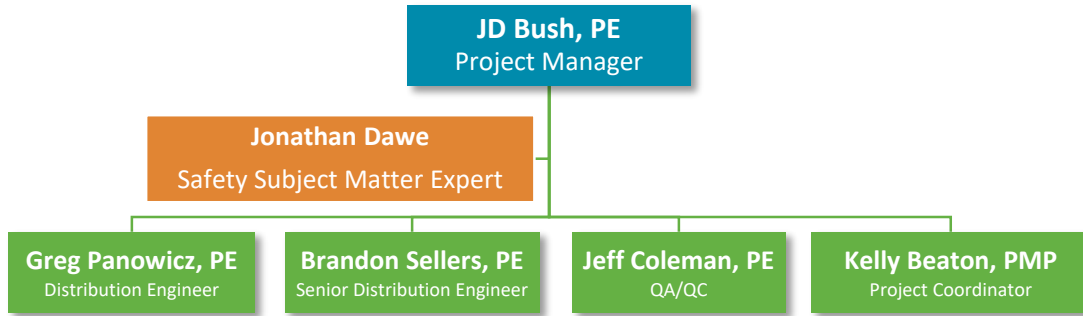 JD Bush, PE
Project Manager
Jonathan Dawe
Safety Subject Matter Expert
Greg Panowicz, PE
Distribution Engineer
Brandon Sellers, PE
Senior Distribution Engineer
Jeff Coleman, PE
QA/QC
Kelly Beaton, PMP
Project Coordinator